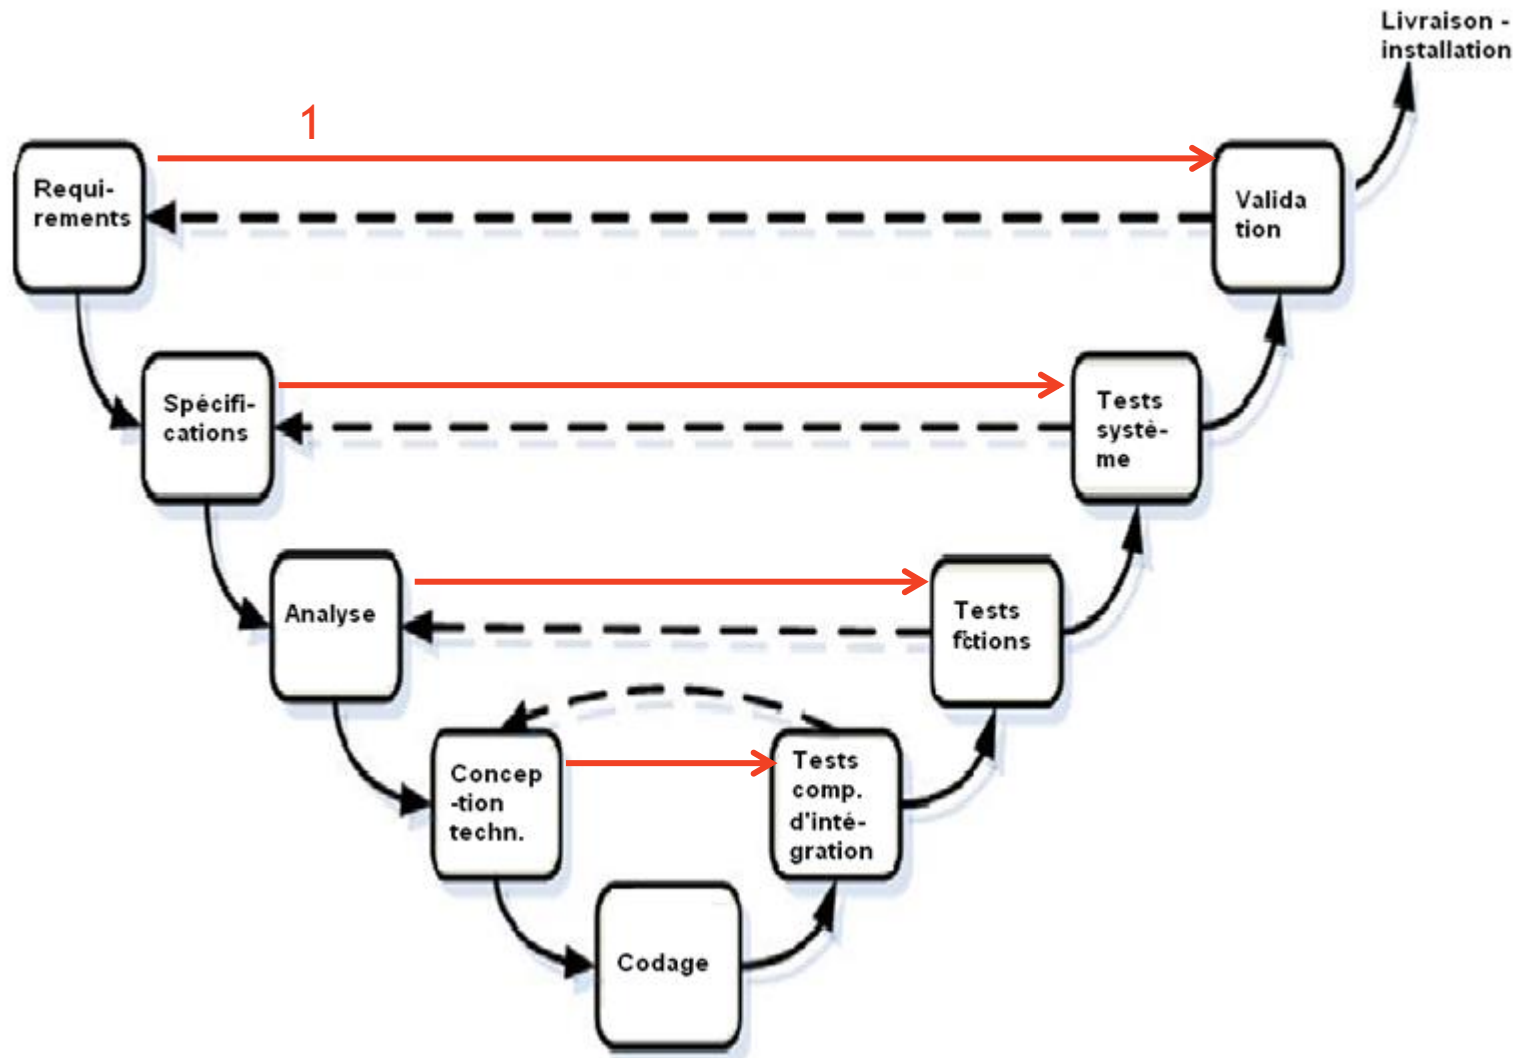 Livraison -
installation
1
Requi-
rements
Valida
tion
Spécifi-
cations
Tests
systè-
me
Analyse
Tests
fctions
Concep
-tion
techn.
Tests
comp.
d'inté-
gration
Codage